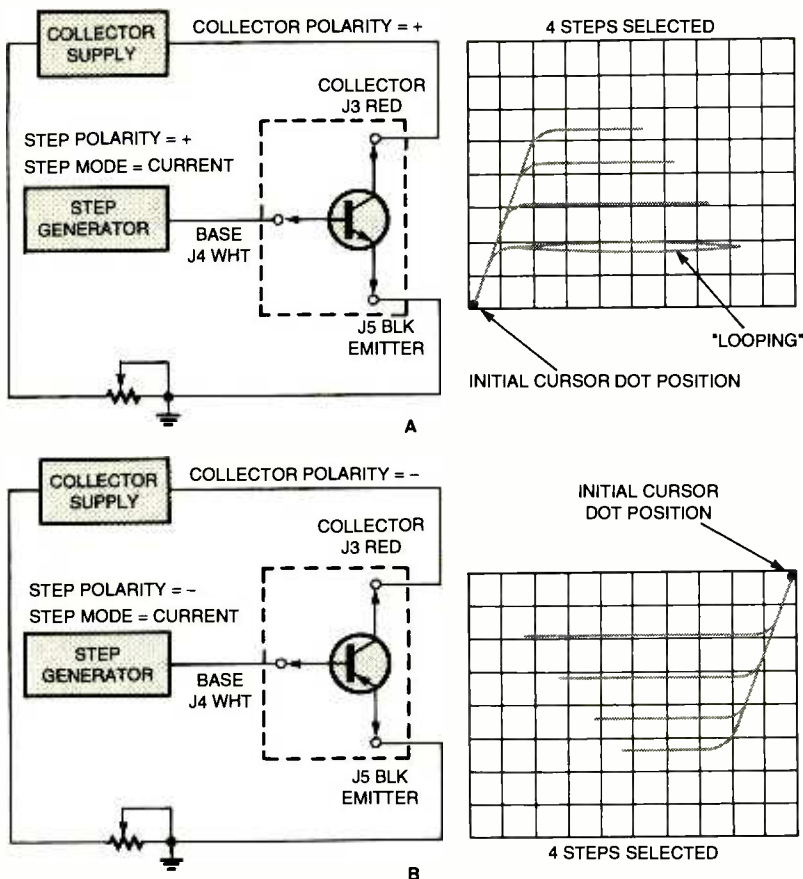 COLLECTOR POLARITY = +
4 STEPS SELECTED
COLLECTOR
SUPPLY
COLLECTOR
J3 RED
STEP POLARITY = +
STEP MODE = CURRENT
STEP
GENERATOR
BASE
J4 WHT
J5 BLK
EMITTER
"LOOPING"
INITIAL CURSOR DOT POSITION
A
COLLECTOR
SUPPLY
COLLECTOR POLARITY = –
INITIAL CURSOR
DOT POSITION
COLLECTOR
J3 RED
STEP POLARITY = –
STEP MODE = CURRENT
STEP
GENERATOR
BASE
J4 WHT
J5 BLK
EMITTER
4 STEPS SELECTED
B